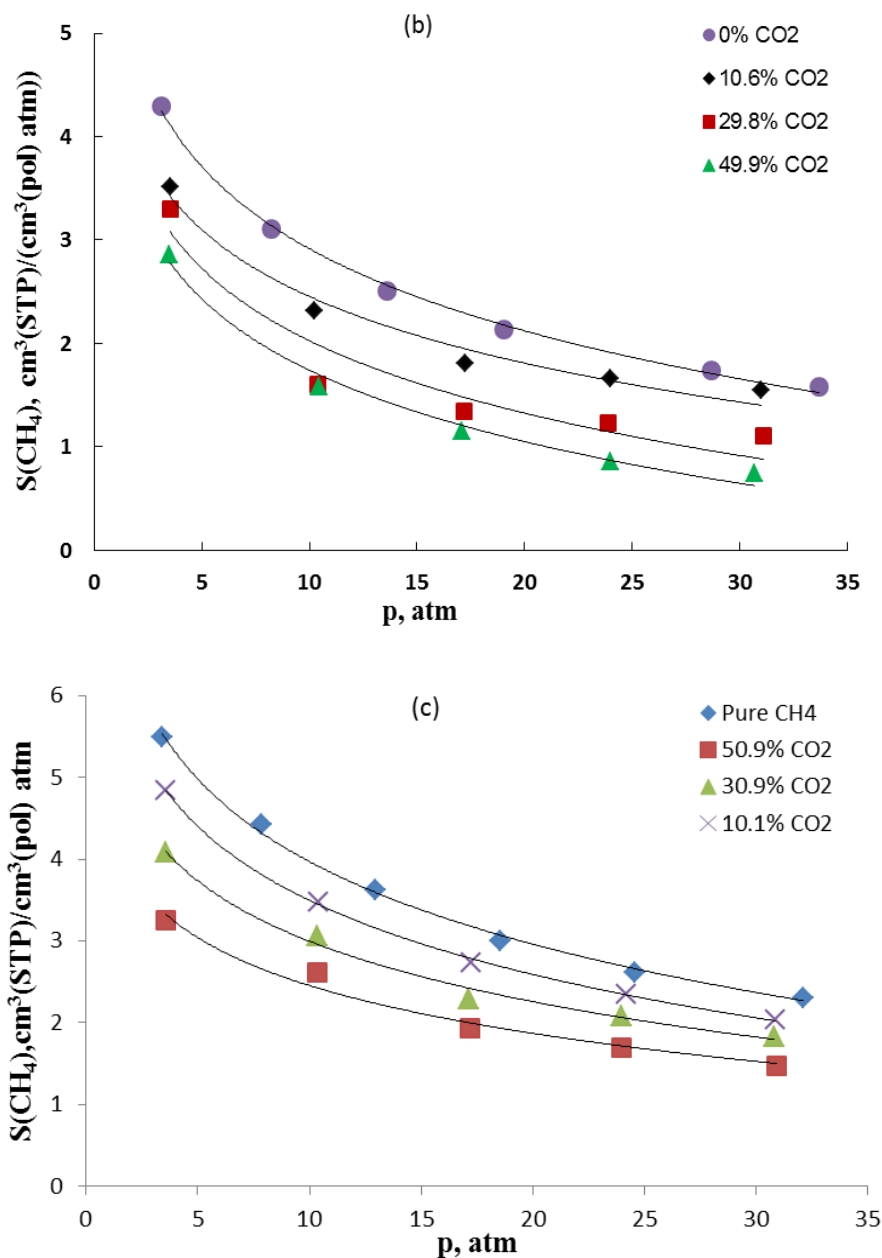 (b)
0% CO2
10.6% CO2
29.8% CO2
49.9% CO2
S(CH₄), cm³(STP)/(cm³(pol) atm))
5
4
3
2
1
0
0 5 10 15 20 25 30 35
p, atm
(c)
Pure CH4
50.9% CO2
30.9% CO2
10.1% CO2
S(CH₄),cm³(STP)/cm³(pol) atm
6
5
4
3
2
1
0
0 5 10 15 20 25 30 35
p, atm